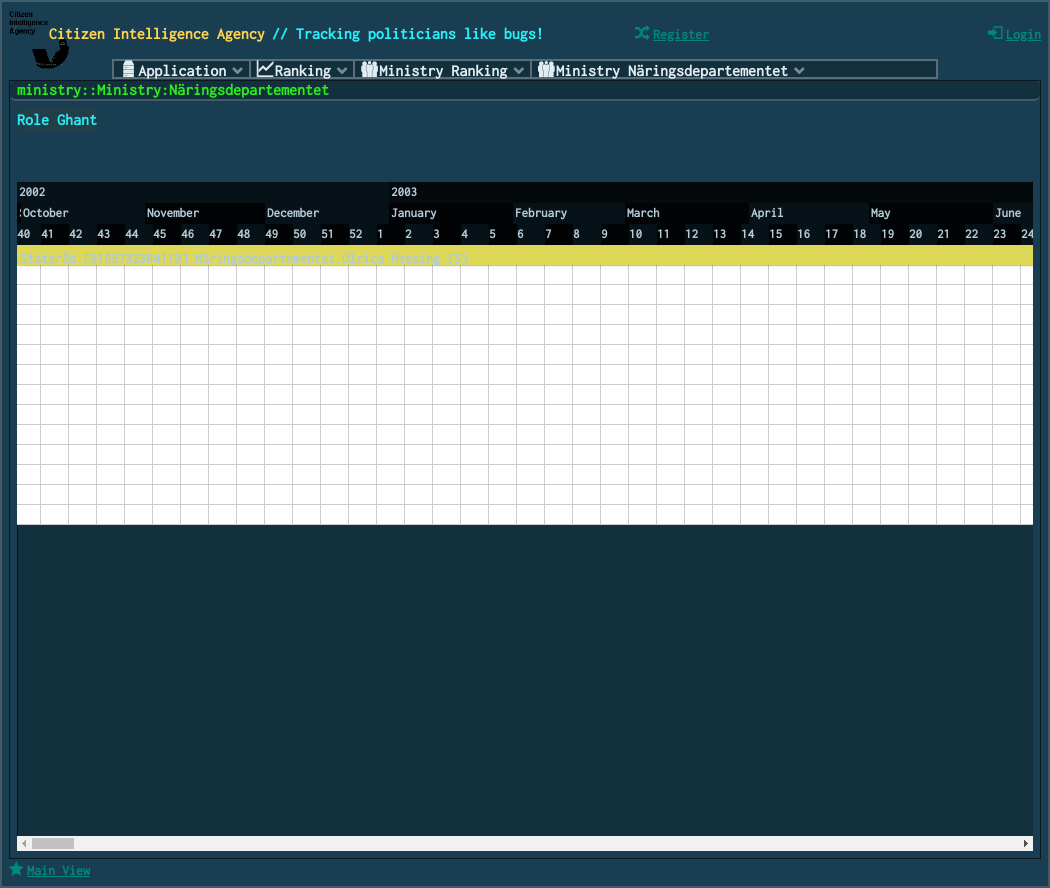 Citizen
Intelligence
Agency
Citizen Intelligence Agency // Tracking politicians like bugs!
Register
Login
Application Ranking Ministry Ranking Ministry Näringsdepartementet
ministry::Ministry:Näringsdepartementet
Role Ghant
2002 2003
October November December January February March April May June
40 41 42 43 44 45 46 47 48 49 50 51 52 1 2 3 4 5 6 7 8 9 10 11 12 13 14 15 16 17 18 19 20 21 22 23 24
Statsråd. Näringsdepartementet.Ulrica Messing (S)
Main View